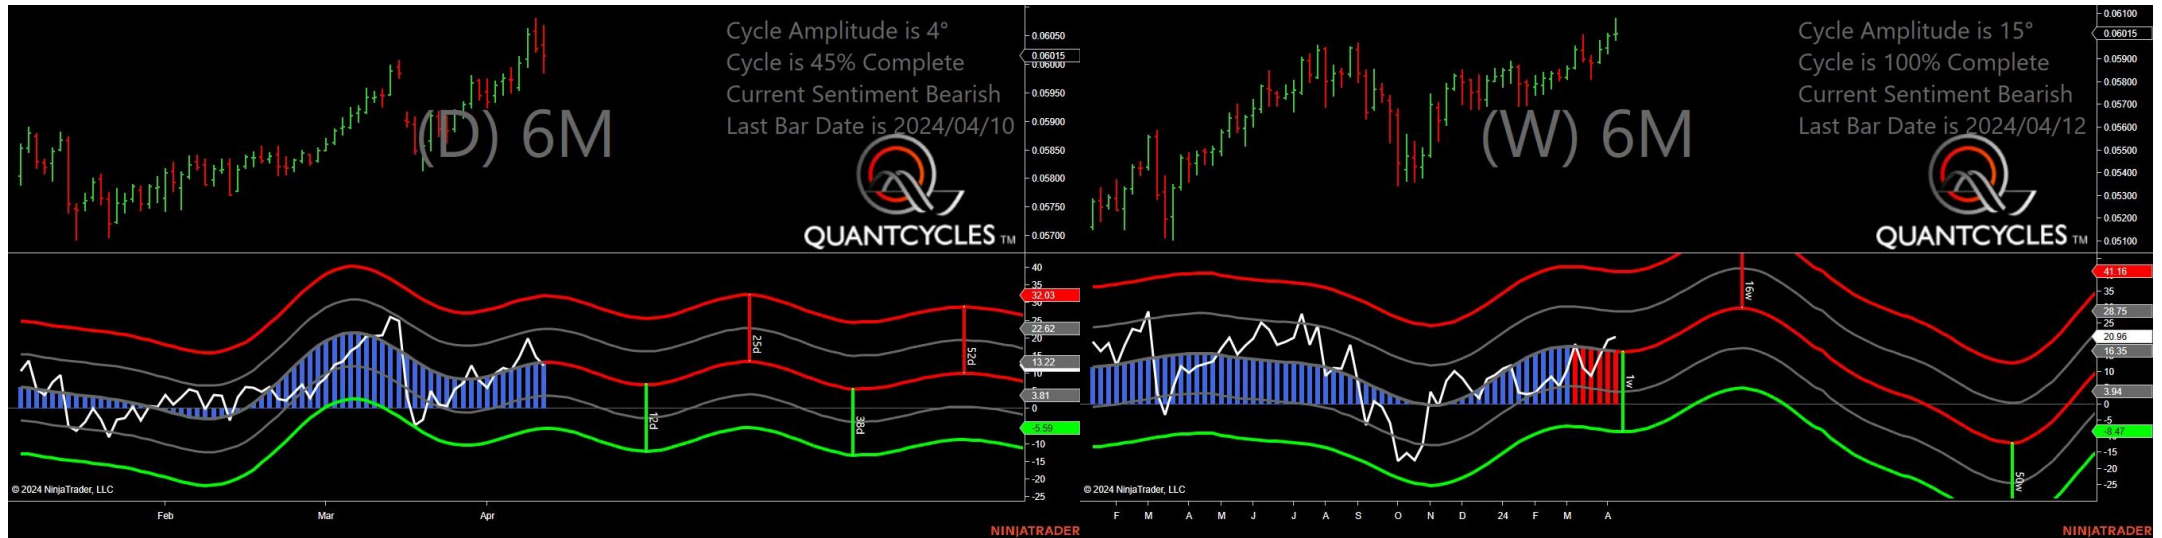 Cycle Amplitude is 4°
Cycle is 45% Complete
Current Sentiment Bearish
Last Bar Date is 2024/04/10
(D) 6M
QUANTCYCLES TM
0.06050
0.06015
0.06000
0.05950
0.05900
0.05850
0.05800
0.05750
0.05700
40
35
32.03
25
22.62
20
15
13.22
10
5
3.81
0
-5.59
-10
-15
-20
-25
25d
52d
12d
38d
© 2024 NinjaTrader, LLC
Feb Mar Apr
NINJATRADER
Cycle Amplitude is 15°
Cycle is 100% Complete
Current Sentiment Bearish
Last Bar Date is 2024/04/12
(W) 6M
QUANTCYCLES TM
0.06100
0.06015
0.05900
0.05800
0.05700
0.05600
0.05500
0.05400
0.05300
0.05200
0.05100
41.16
35
28.75
25
20.96
16.35
10
3.94
0
-5
-8.47
-15
-20
-25
16w
1w
50w
© 2024 NinjaTrader, LLC
F M A M J J A S O N D 24 F M A
NINJATRADER